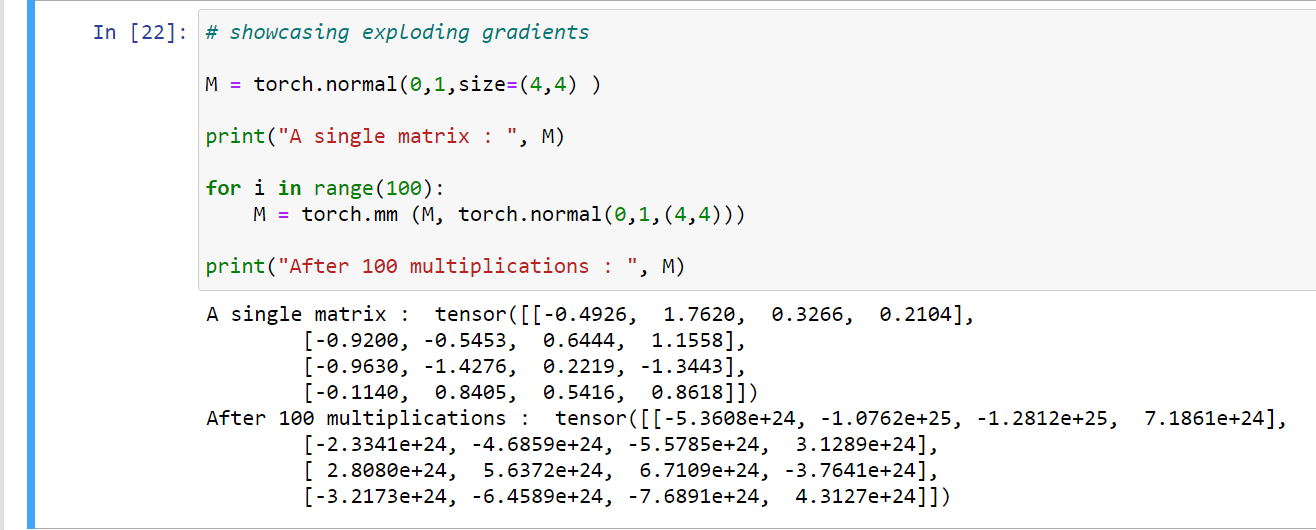 In [22]: # showcasing exploding gradients
M = torch.normal(0,1,size=(4,4) )
print("A single matrix : ", M)
for i in range(100):
    M = torch.mm (M, torch.normal(0,1,(4,4)))
print("After 100 multiplications : ", M)
A single matrix :  tensor([[-0.4926,  1.7620,  0.3266,  0.2104],
        [-0.9200, -0.5453,  0.6444,  1.1558],
        [-0.9630, -1.4276,  0.2219, -1.3443],
        [-0.1140,  0.8405,  0.5416,  0.8618]])
After 100 multiplications :  tensor([[-5.3608e+24, -1.0762e+25, -1.2812e+25,  7.1861e+24],
        [-2.3341e+24, -4.6859e+24, -5.5785e+24,  3.1289e+24],
        [ 2.8080e+24,  5.6372e+24,  6.7109e+24, -3.7641e+24],
        [-3.2173e+24, -6.4589e+24, -7.6891e+24,  4.3127e+24]])